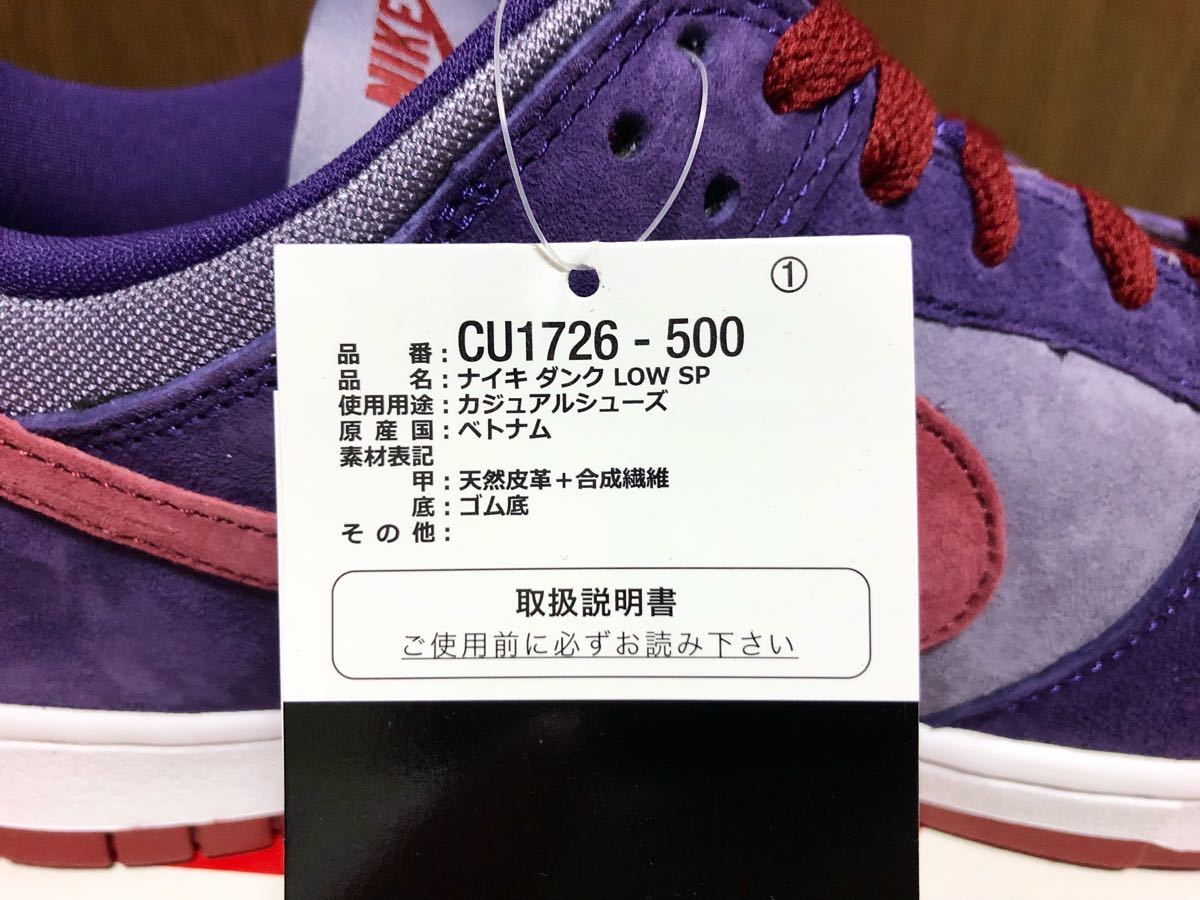 NIKE
①
品 番：CU1726 - 500
品 名：ナイキ ダンク LOW SP
使用用途：カジュアルシューズ
原 産 国：ベトナム
素材表記
甲：天然皮革＋合成繊維
底：ゴム底
そ の 他：
取扱説明書
ご使用前に必ずお読み下さい